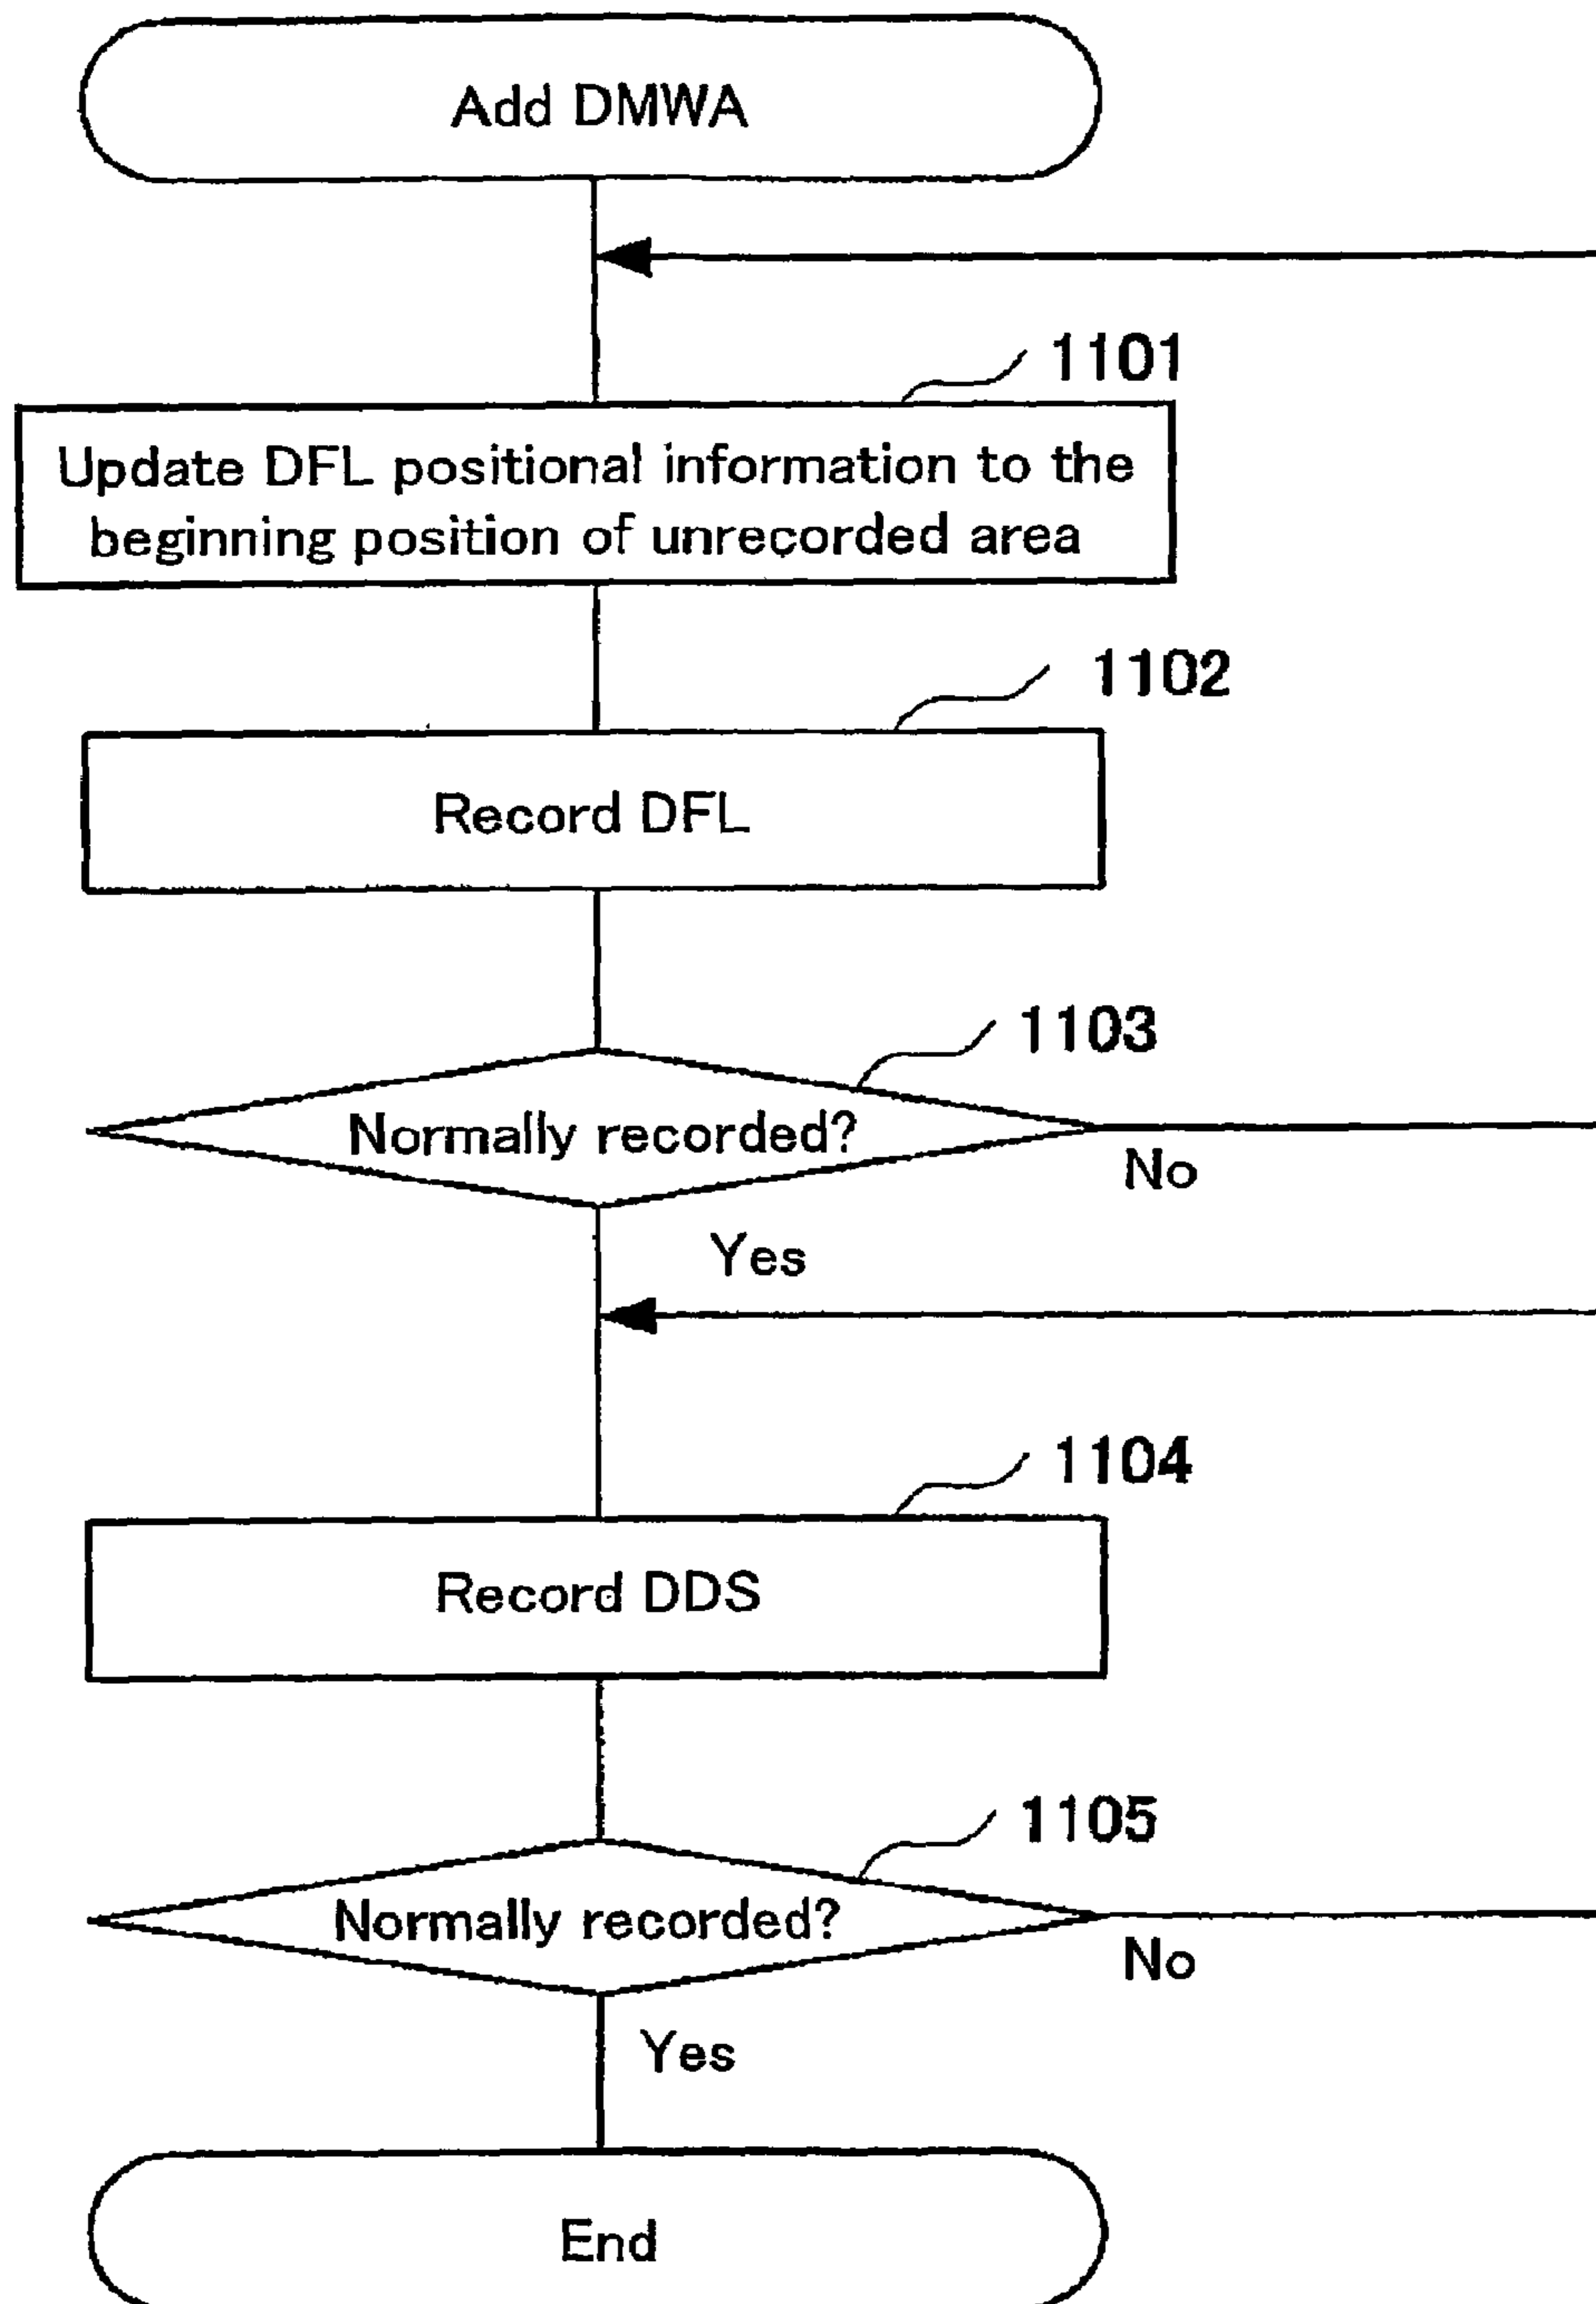 Add DMWA
1101
Update DFL positional information to the
beginning position of unrecorded area
1102
Record DFL
1103
Normally recorded?
No
Yes
1104
Record DDS
1105
Normally recorded?
No
Yes
End